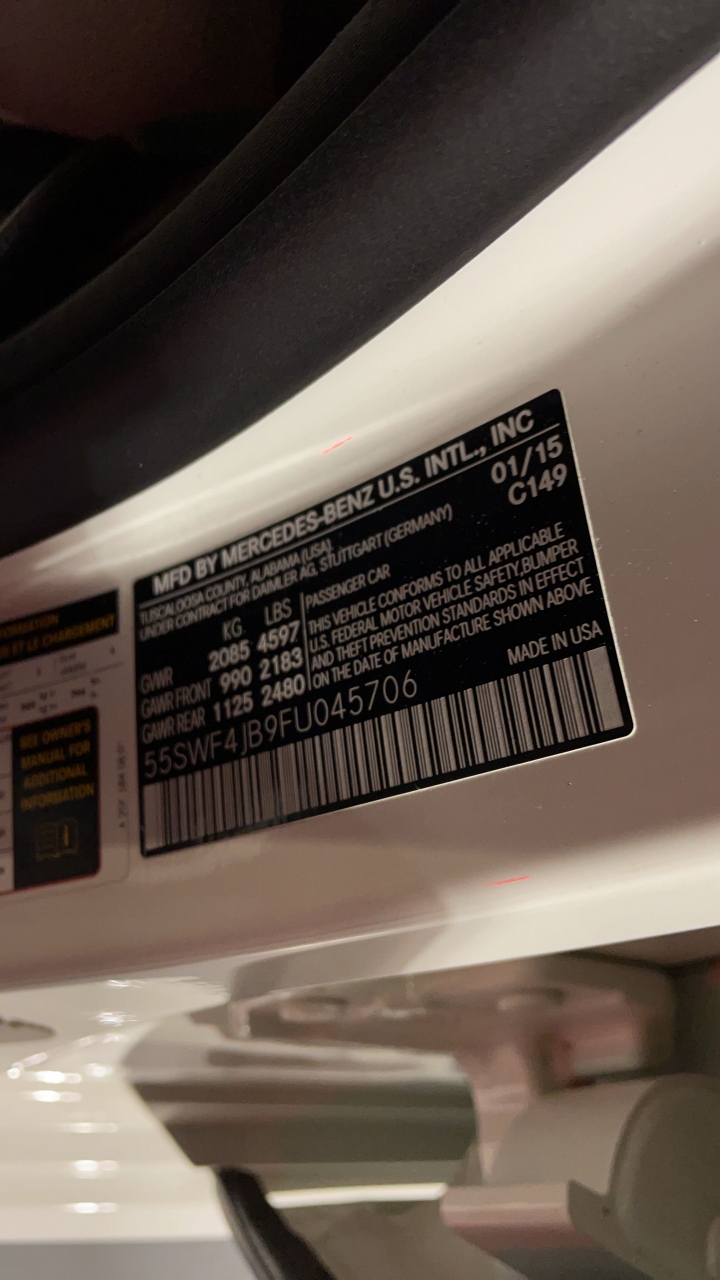 MFD BY MERCEDES-BENZ U.S. INTL., INC
TUSCALOOSA COUNTY, ALABAMA (USA)
UNDER CONTRACT FOR DAIMLER AG, STUTTGART (GERMANY)
01/15
C149
KG LBS
GVWR 2085 4597
GAWR FRONT 990 2183
GAWR REAR 1125 2480
PASSENGER CAR
THIS VEHICLE CONFORMS TO ALL APPLICABLE
U.S. FEDERAL MOTOR VEHICLE SAFETY,BUMPER
AND THEFT PREVENTION STANDARDS IN EFFECT
ON THE DATE OF MANUFACTURE SHOWN ABOVE
MADE IN USA
55SWF4JB9FU045706
ET LE CHARGEMENT
SEE OWNER'S
MANUAL FOR
ADDITIONAL
INFORMATION